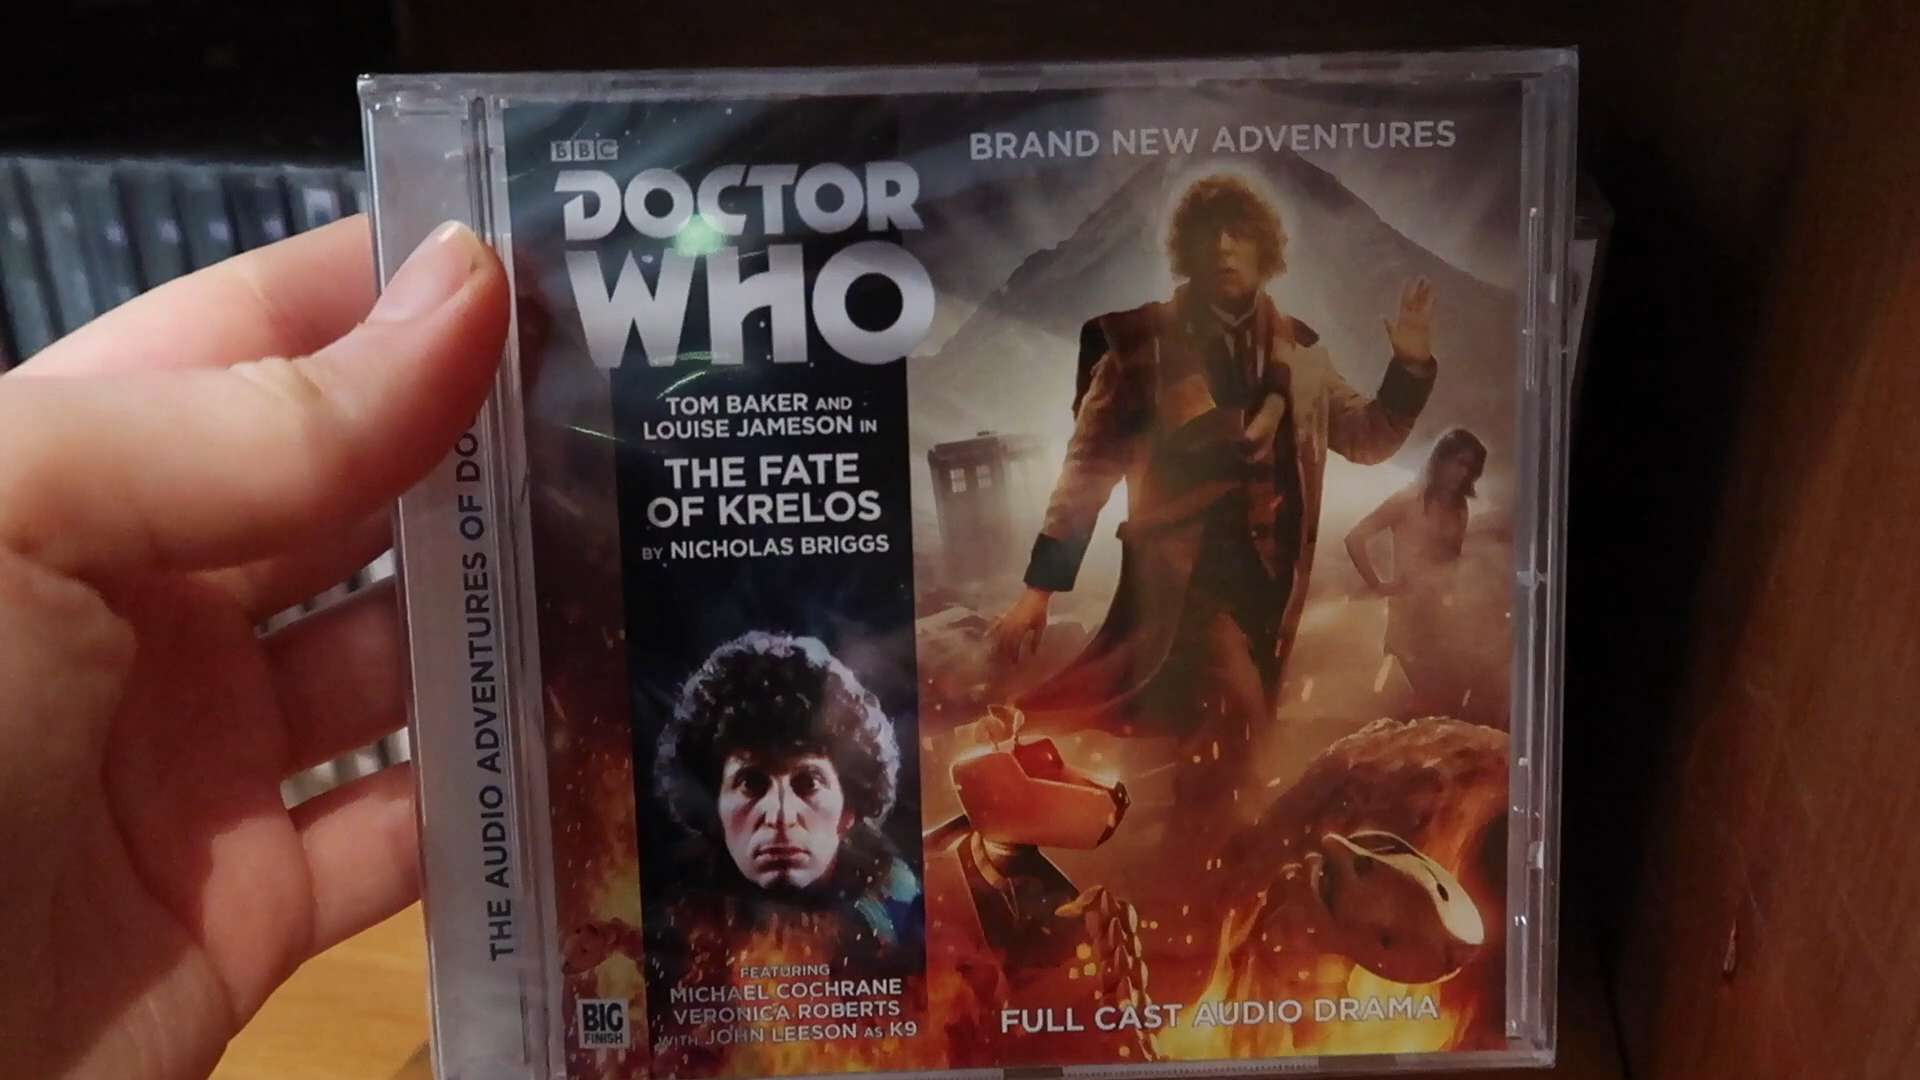 BBC
DOCTOR
WHO
BRAND NEW ADVENTURES
TOM BAKER AND
LOUISE JAMESON IN
THE FATE
OF KRELOS
BY NICHOLAS BRIGGS
FEATURING
MICHAEL COCHRANE
VERONICA ROBERTS
WITH JOHN LEESON AS K9
BIG
FINISH
FULL CAST AUDIO DRAMA
THE AUDIO ADVENTURES OF